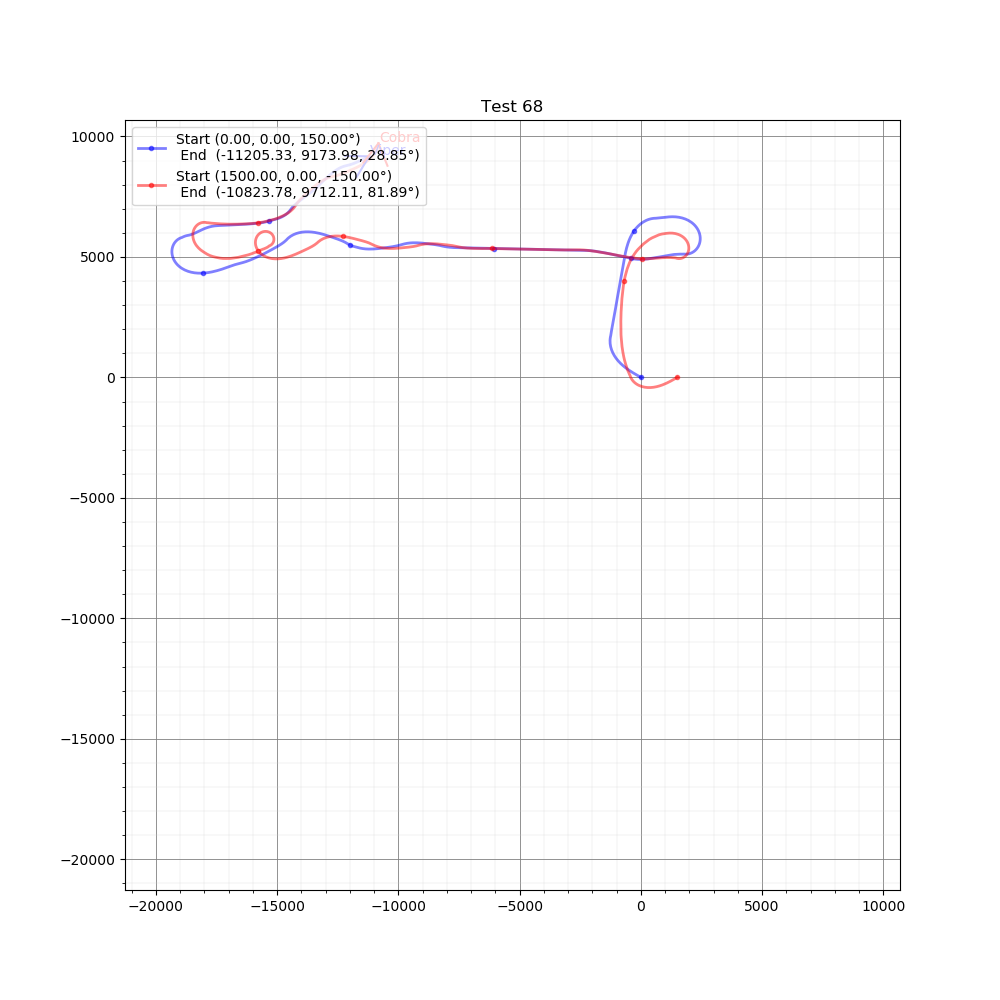 Test 68
Start (0.00, 0.00, 150.00°)
End (-11205.33, 9173.98, 28.85°)
Start (1500.00, 0.00, -150.00°)
End (-10823.78, 9712.11, 81.89°)
Cobra
10000
5000
0
−5000
−10000
−15000
−20000
−20000 −15000 −10000 −5000 0 5000 10000